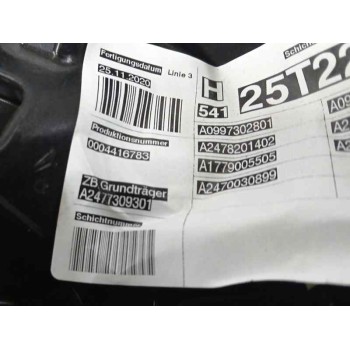 Fertigungsdatum
25.11.2020
Linie 3
H
541
25T22
Produktionsnummer
0004416783
A0997302801
A2478201402
A1779005505
A2470030899
ZB Grundträger
A2477309301
Schichtnummer